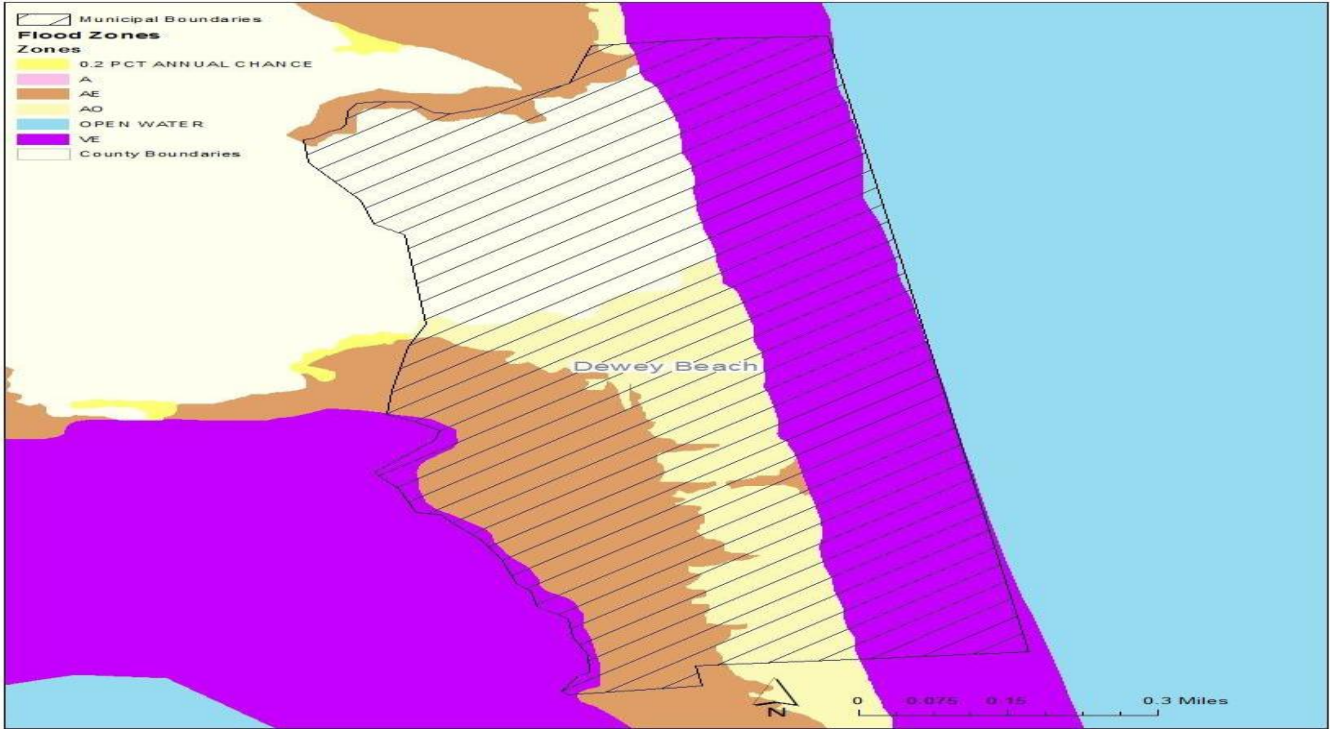 Municipal Boundaries
Flood Zones
Zones
0.2 PCT ANNUAL CHANCE
A
AE
AO
OPEN WATER
VE
County Boundaries
Dewey Beach
N
0 0.075 0.15 0.3 Miles